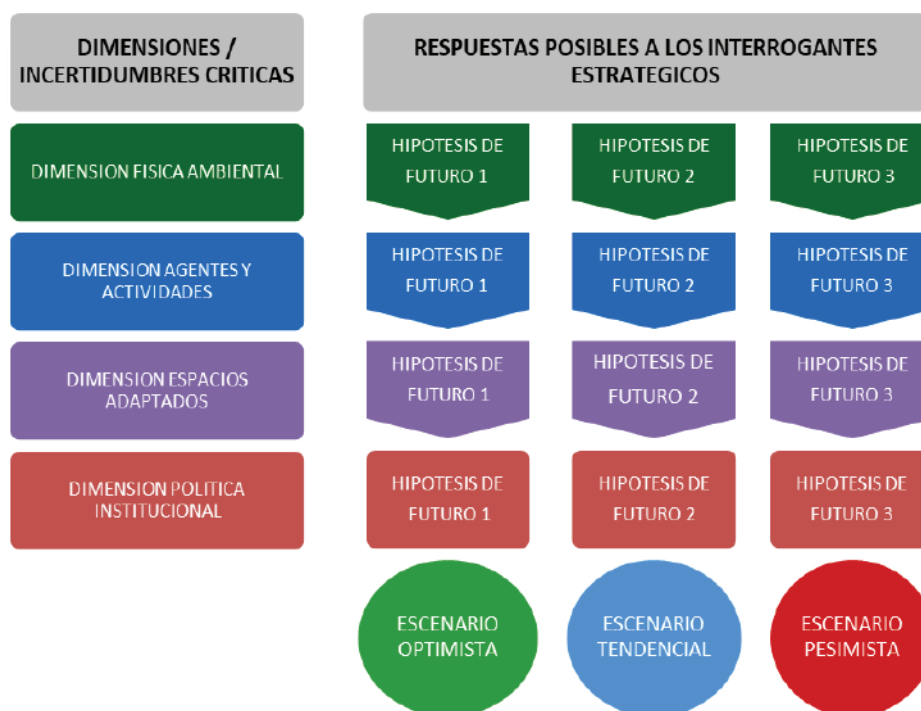 DIMENSIONES /
INCERTIDUMBRES CRITICAS
RESPUESTAS POSIBLES A LOS INTERROGANTES
ESTRATEGICOS
DIMENSION FISICA AMBIENTAL
HIPOTESIS DE
FUTURO 1
HIPOTESIS DE
FUTURO 2
HIPOTESIS DE
FUTURO 3
DIMENSION AGENTES Y
ACTIVIDADES
HIPOTESIS DE
FUTURO 1
HIPOTESIS DE
FUTURO 2
HIPOTESIS DE
FUTURO 3
DIMENSION ESPACIOS
ADAPTADOS
HIPOTESIS DE
FUTURO 1
HIPOTESIS DE
FUTURO 2
HIPOTESIS DE
FUTURO 3
DIMENSION POLITICA
INSTITUCIONAL
HIPOTESIS DE
FUTURO 1
HIPOTESIS DE
FUTURO 2
HIPOTESIS DE
FUTURO 3
ESCENARIO
OPTIMISTA
ESCENARIO
TENDENCIAL
ESCENARIO
PESIMISTA